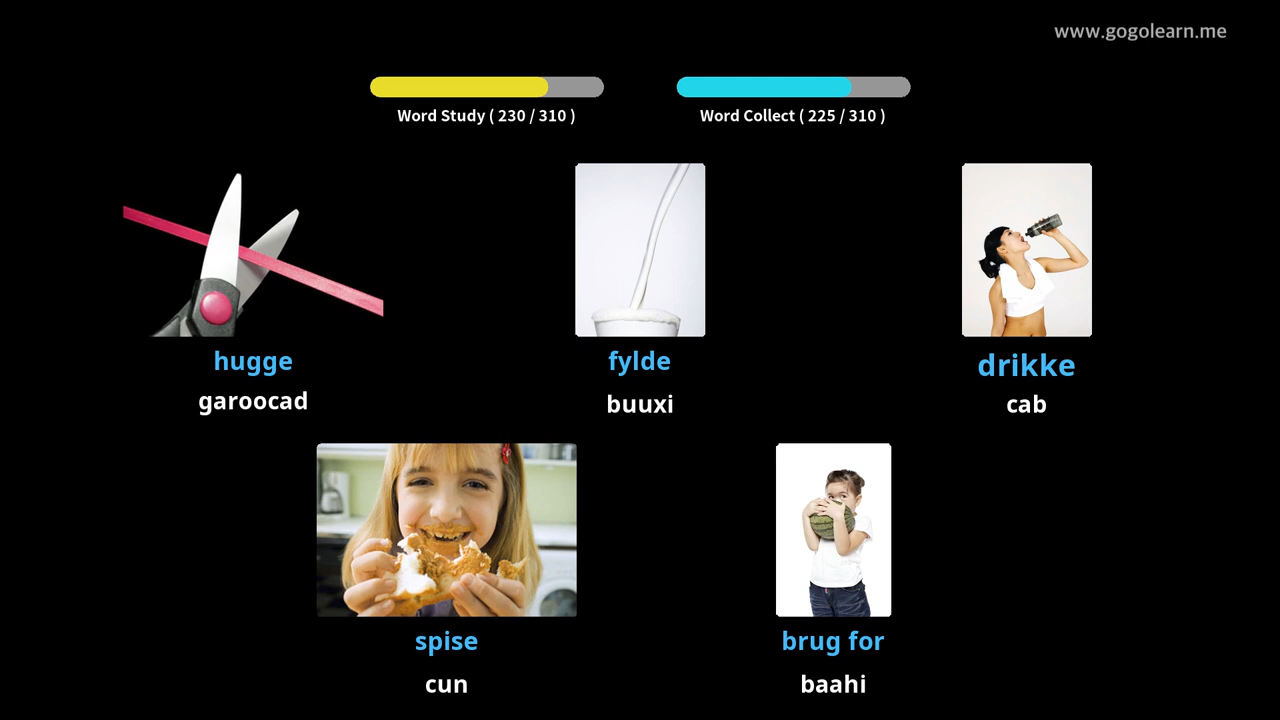 www.gogolearn.me
Word Study ( 230 / 310 )
Word Collect ( 225 / 310 )
hugge
garoocad
fylde
buuxi
drikke
cab
spise
cun
brug for
baahi